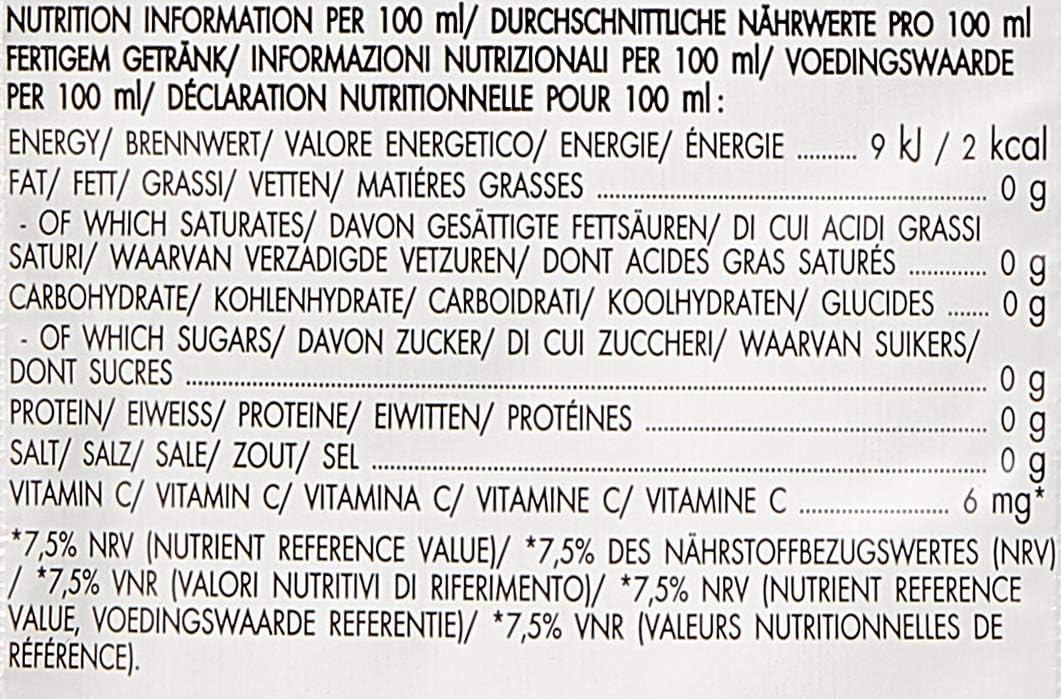 NUTRITION INFORMATION PER 100 ml/ DURCHSCHNITTLICHE NÄHRWERTE PRO 100 ml
FERTIGEM GETRÄNK/ INFORMAZIONI NUTRIZIONALI PER 100 ml/ VOEDINGSWAARDE
PER 100 ml/ DÉCLARATION NUTRITIONNELLE POUR 100 ml :
ENERGY/ BRENNWERT/ VALORE ENERGETICO/ ENERGIE/ ÉNERGIE .......... 9 kJ / 2 kcal
FAT/ FETT/ GRASSI/ VETTEN/ MATIÉRES GRASSES .......... 0 g
- OF WHICH SATURATES/ DAVON GESÄTTIGTE FETTSÄUREN/ DI CUI ACIDI GRASSI
SATURI/ WAARVAN VERZADIGDE VETZUREN/ DONT ACIDES GRAS SATURÉS .......... 0 g
CARBOHYDRATE/ KOHLENHYDRATE/ CARBOIDRATI/ KOOLHYDRATEN/ GLUCIDES ....... 0 g
- OF WHICH SUGARS/ DAVON ZUCKER/ DI CUI ZUCCHERI/ WAARVAN SUIKERS/
DONT SUCRES .......... 0 g
PROTEIN/ EIWEISS/ PROTEINE/ EIWITTEN/ PROTÉINES .......... 0 g
SALT/ SALZ/ SALE/ ZOUT/ SEL .......... 0 g
VITAMIN C/ VITAMIN C/ VITAMINA C/ VITAMINE C/ VITAMINE C .......... 6 mg*
*7,5% NRV (NUTRIENT REFERENCE VALUE)/ *7,5% DES NÄHRSTOFFBEZUGSWERTES (NRV)
/ *7,5% VNR (VALORI NUTRITIVI DI RIFERIMENTO)/ *7,5% NRV (NUTRIENT REFERENCE
VALUE, VOEDINGSWAARDE REFERENTIE)/ *7,5% VNR (VALEURS NUTRITIONNELLES DE
RÉFÉRENCE).